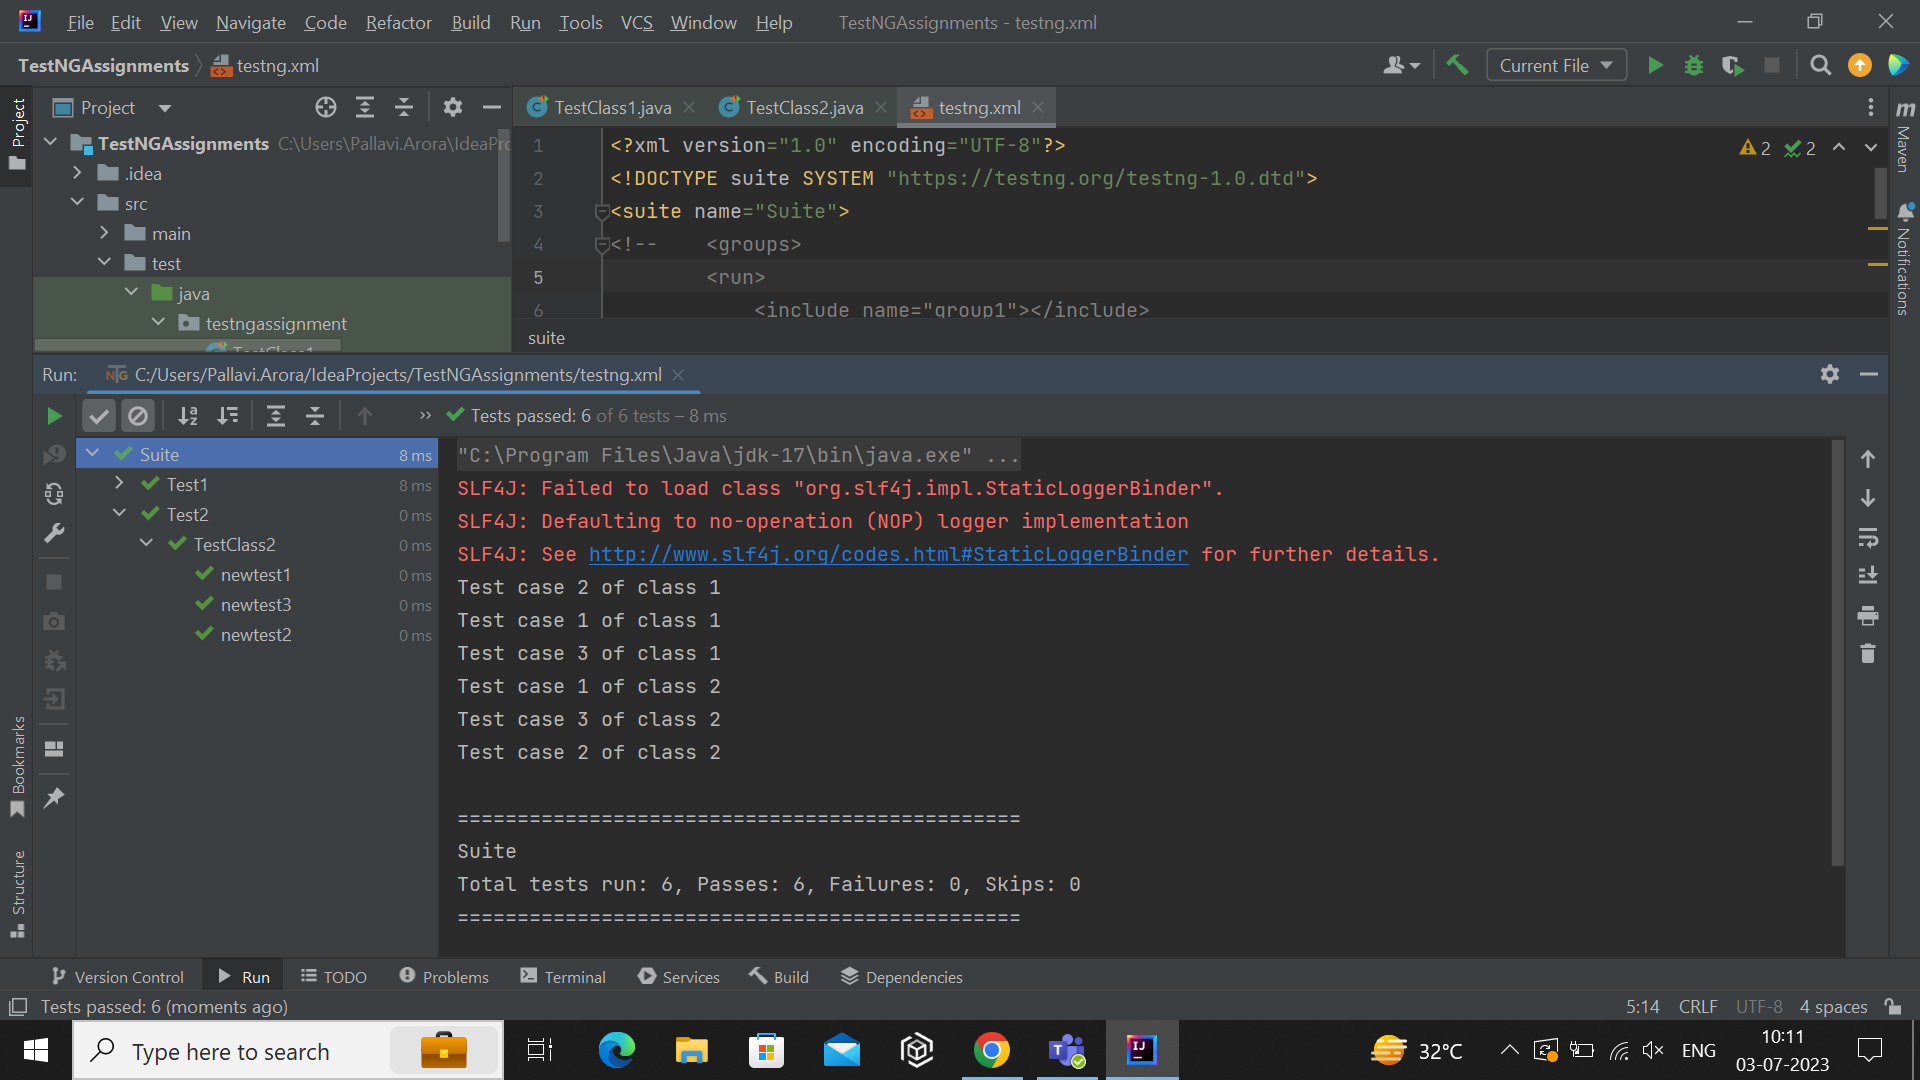 File Edit View Navigate Code Refactor Build Run Tools VCS Window Help TestNGAssignments - testng.xml
TestNGAssignments testng.xml Current File
Project TestClass1.java TestClass2.java testng.xml
TestNGAssignments C:\Users\Pallavi.Arora\IdeaPro
.idea
src
main
test
java
testngassignment
TestClass1
1 <?xml version="1.0" encoding="UTF-8"?>
2 <!DOCTYPE suite SYSTEM "https://testng.org/testng-1.0.dtd">
3 <suite name="Suite">
4 <!-- <groups>
5 <run>
6 <include name="group1"></include>
2 2
suite
Project
Bookmarks
Structure
Maven
Notifications
Run: C:/Users/Pallavi.Arora/IdeaProjects/TestNGAssignments/testng.xml
Tests passed: 6 of 6 tests – 8 ms
Suite 8 ms
Test1 8 ms
Test2 0 ms
TestClass2 0 ms
newtest1 0 ms
newtest3 0 ms
newtest2 0 ms
"C:\Program Files\Java\jdk-17\bin\java.exe" ...
SLF4J: Failed to load class "org.slf4j.impl.StaticLoggerBinder".
SLF4J: Defaulting to no-operation (NOP) logger implementation
SLF4J: See http://www.slf4j.org/codes.html#StaticLoggerBinder for further details.
Test case 2 of class 1
Test case 1 of class 1
Test case 3 of class 1
Test case 1 of class 2
Test case 3 of class 2
Test case 2 of class 2
===============================================
Suite
Total tests run: 6, Passes: 6, Failures: 0, Skips: 0
===============================================
Version Control Run TODO Problems Terminal Services Build Dependencies
Tests passed: 6 (moments ago) 5:14 CRLF UTF-8 4 spaces
Type here to search 32°C ENG 10:11
03-07-2023